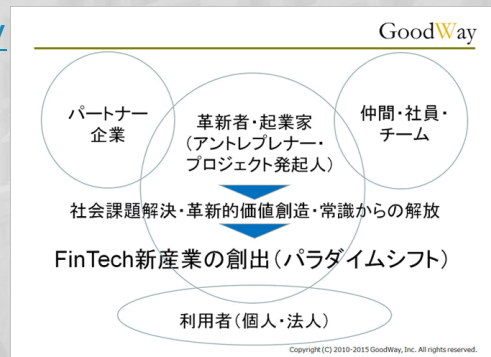 GoodWay
パートナー
企業
革新者・起業家
(アントレプレナー・
プロジェクト発起人)
仲間・社員・
チーム
社会課題解決・革新的価値創造・常識からの解放
FinTech新産業の創出(パラダイムシフト)
利用者(個人・法人)
Copyright (C) 2010-2015 GoodWay, Inc. All rights reserved.